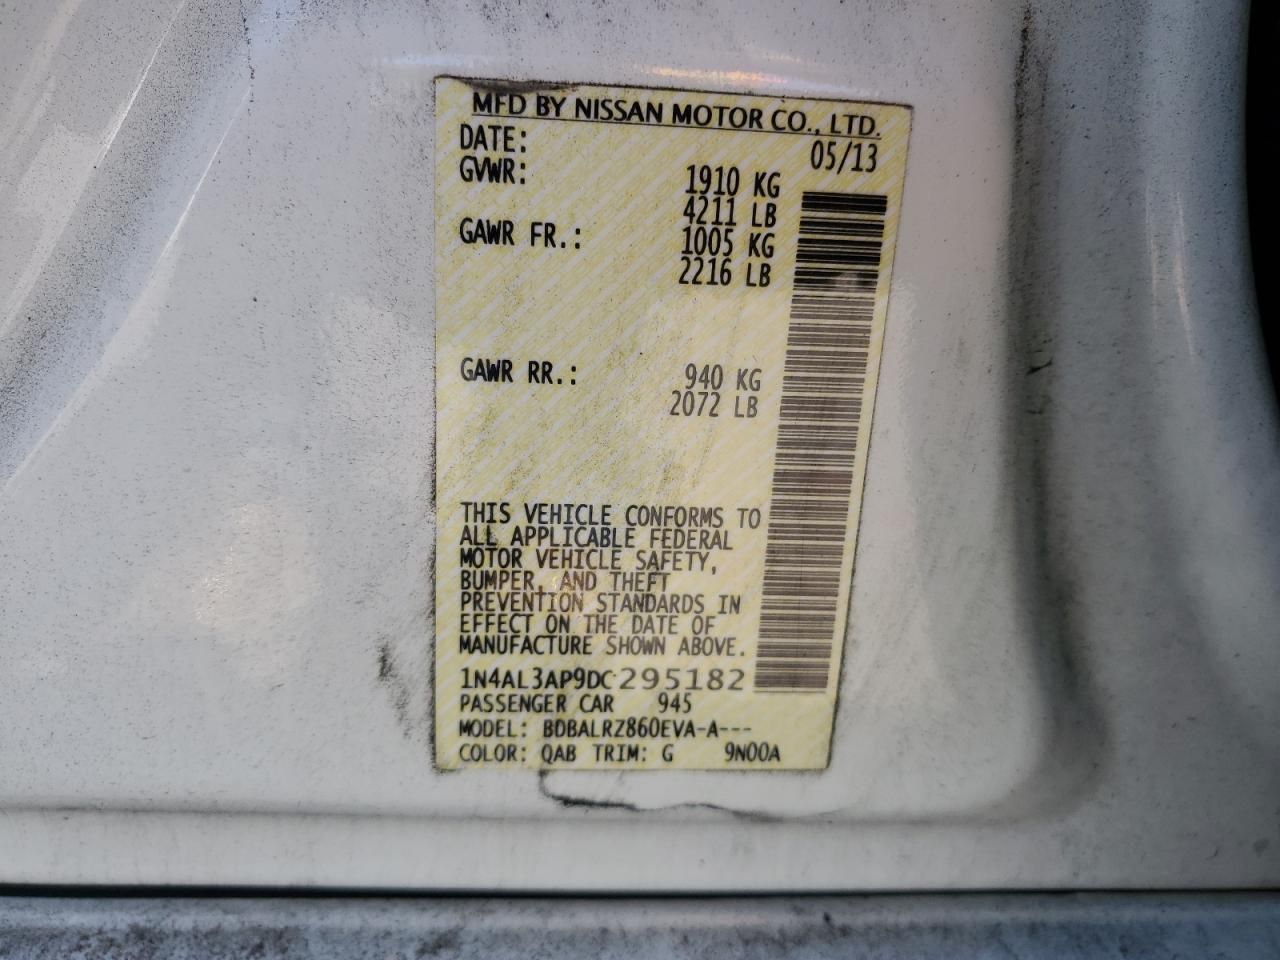 MFD BY NISSAN MOTOR CO., LTD.
DATE: 05/13
GVWR: 1910 KG
4211 LB
GAWR FR.: 1005 KG
2216 LB
GAWR RR.: 940 KG
2072 LB
THIS VEHICLE CONFORMS TO
ALL APPLICABLE FEDERAL
MOTOR VEHICLE SAFETY,
BUMPER, AND THEFT
PREVENTION STANDARDS IN
EFFECT ON THE DATE OF
MANUFACTURE SHOWN ABOVE.
1N4AL3AP9DC295182
PASSENGER CAR 945
MODEL: BDBALRZ860EVA-A---
COLOR: QAB TRIM: G 9N00A